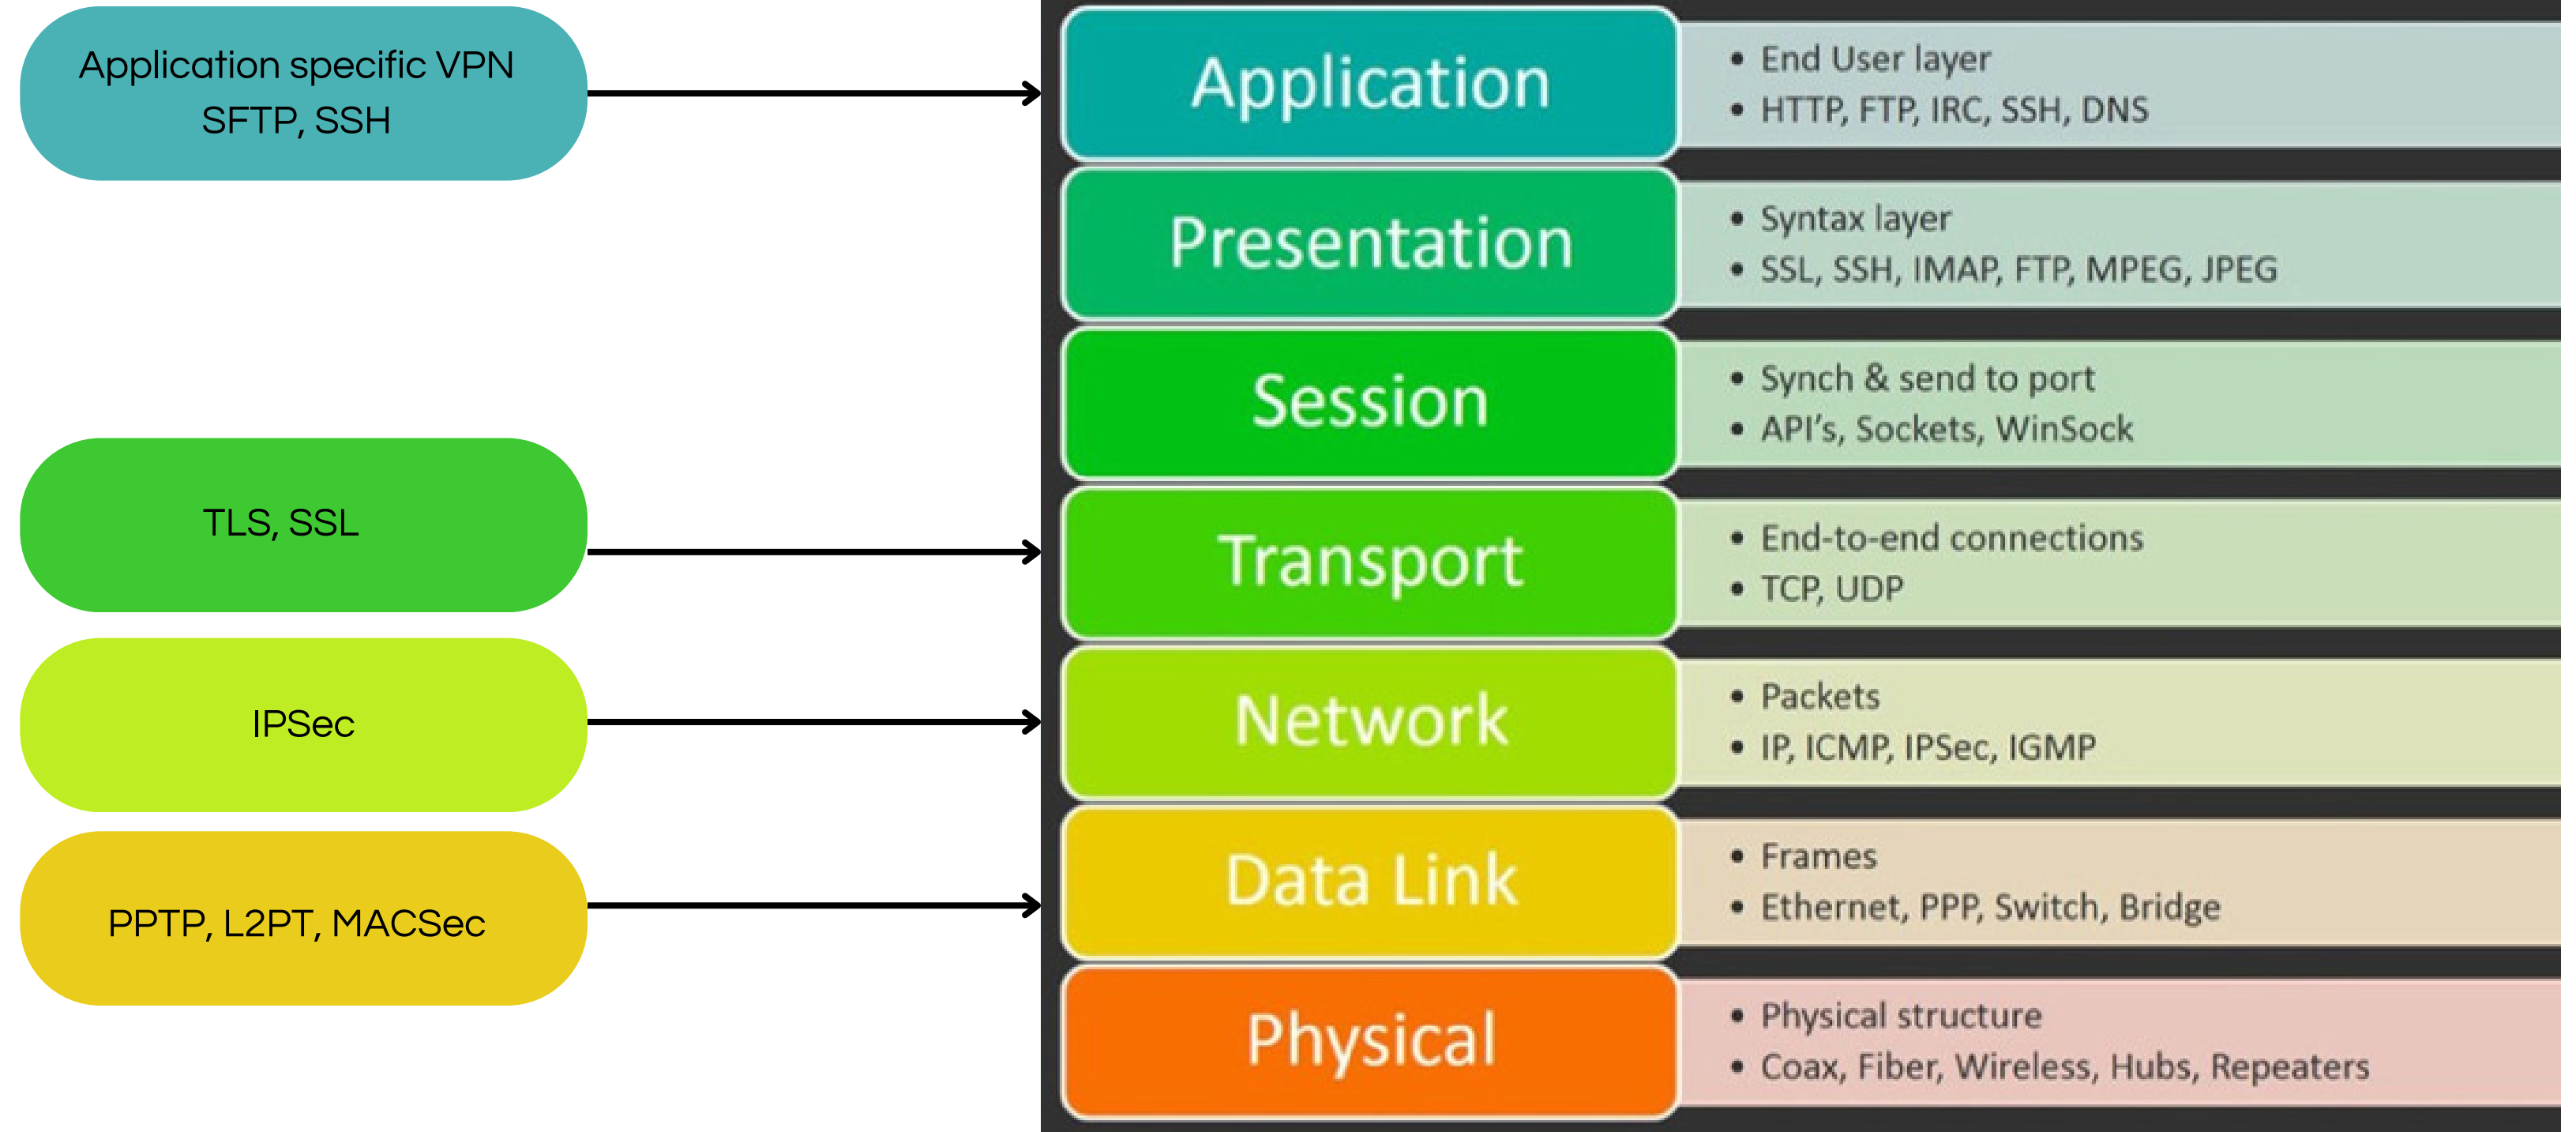 Application specific VPN
SFTP, SSH
TLS, SSL
IPSec
PPTP, L2PT, MACSec
Application
• End User layer
• HTTP, FTP, IRC, SSH, DNS
Presentation
• Syntax layer
• SSL, SSH, IMAP, FTP, MPEG, JPEG
Session
• Synch & send to port
• API’s, Sockets, WinSock
Transport
• End-to-end connections
• TCP, UDP
Network
• Packets
• IP, ICMP, IPSec, IGMP
Data Link
• Frames
• Ethernet, PPP, Switch, Bridge
Physical
• Physical structure
• Coax, Fiber, Wireless, Hubs, Repeaters